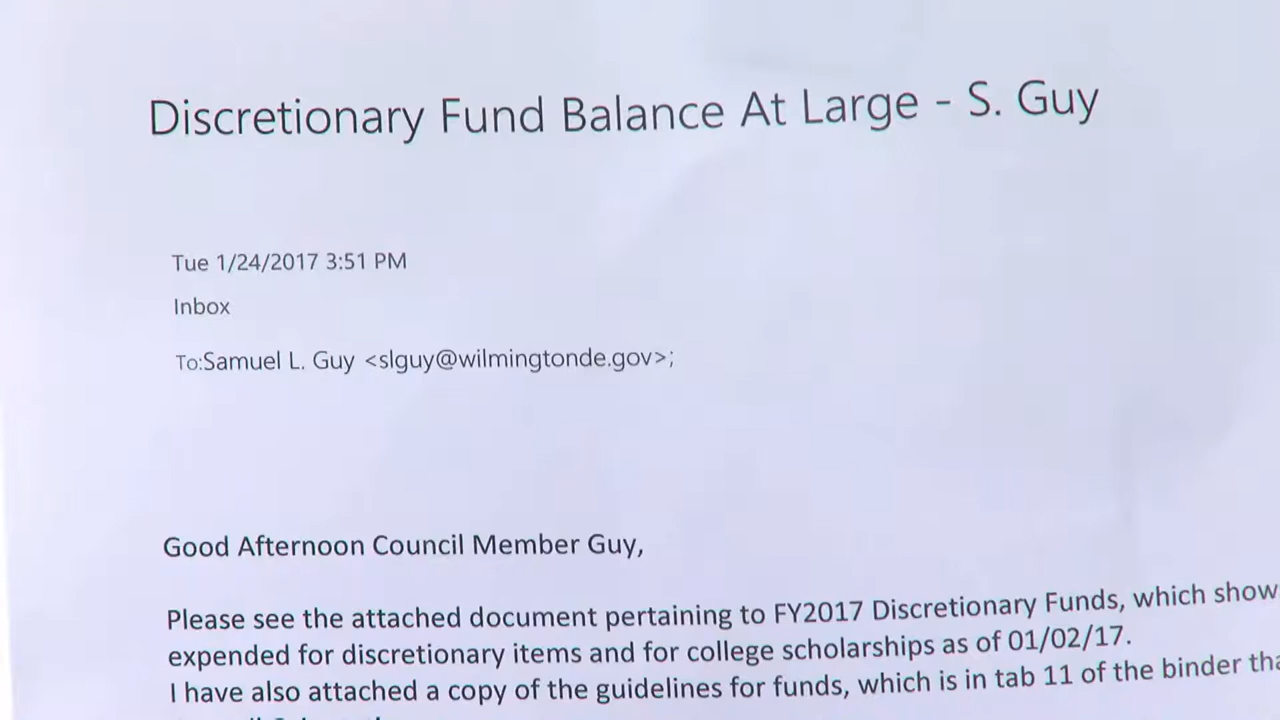 Discretionary Fund Balance At Large - S. Guy
Tue 1/24/2017 3:51 PM
Inbox
To:Samuel L. Guy <slguy@wilmingtonde.gov>;
Good Afternoon Council Member Guy,
Please see the attached document pertaining to FY2017 Discretionary Funds, which show
expended for discretionary items and for college scholarships as of 01/02/17.
I have also attached a copy of the guidelines for funds, which is in tab 11 of the binder tha